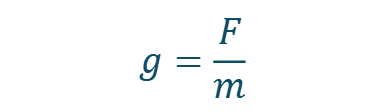 g = F/m